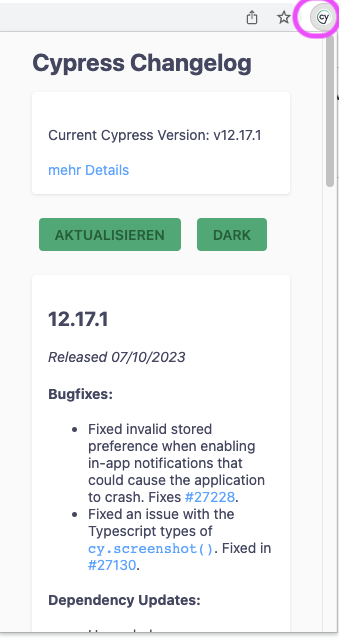 cy
Cypress Changelog
Current Cypress Version: v12.17.1
mehr Details
AKTUALISIEREN
DARK
12.17.1
Released 07/10/2023
Bugfixes:
• Fixed invalid stored
preference when enabling
in-app notifications that
could cause the application
to crash. Fixes #27228.
• Fixed an issue with the
Typescript types of
cy.screenshot(). Fixed in
#27130.
Dependency Updates: